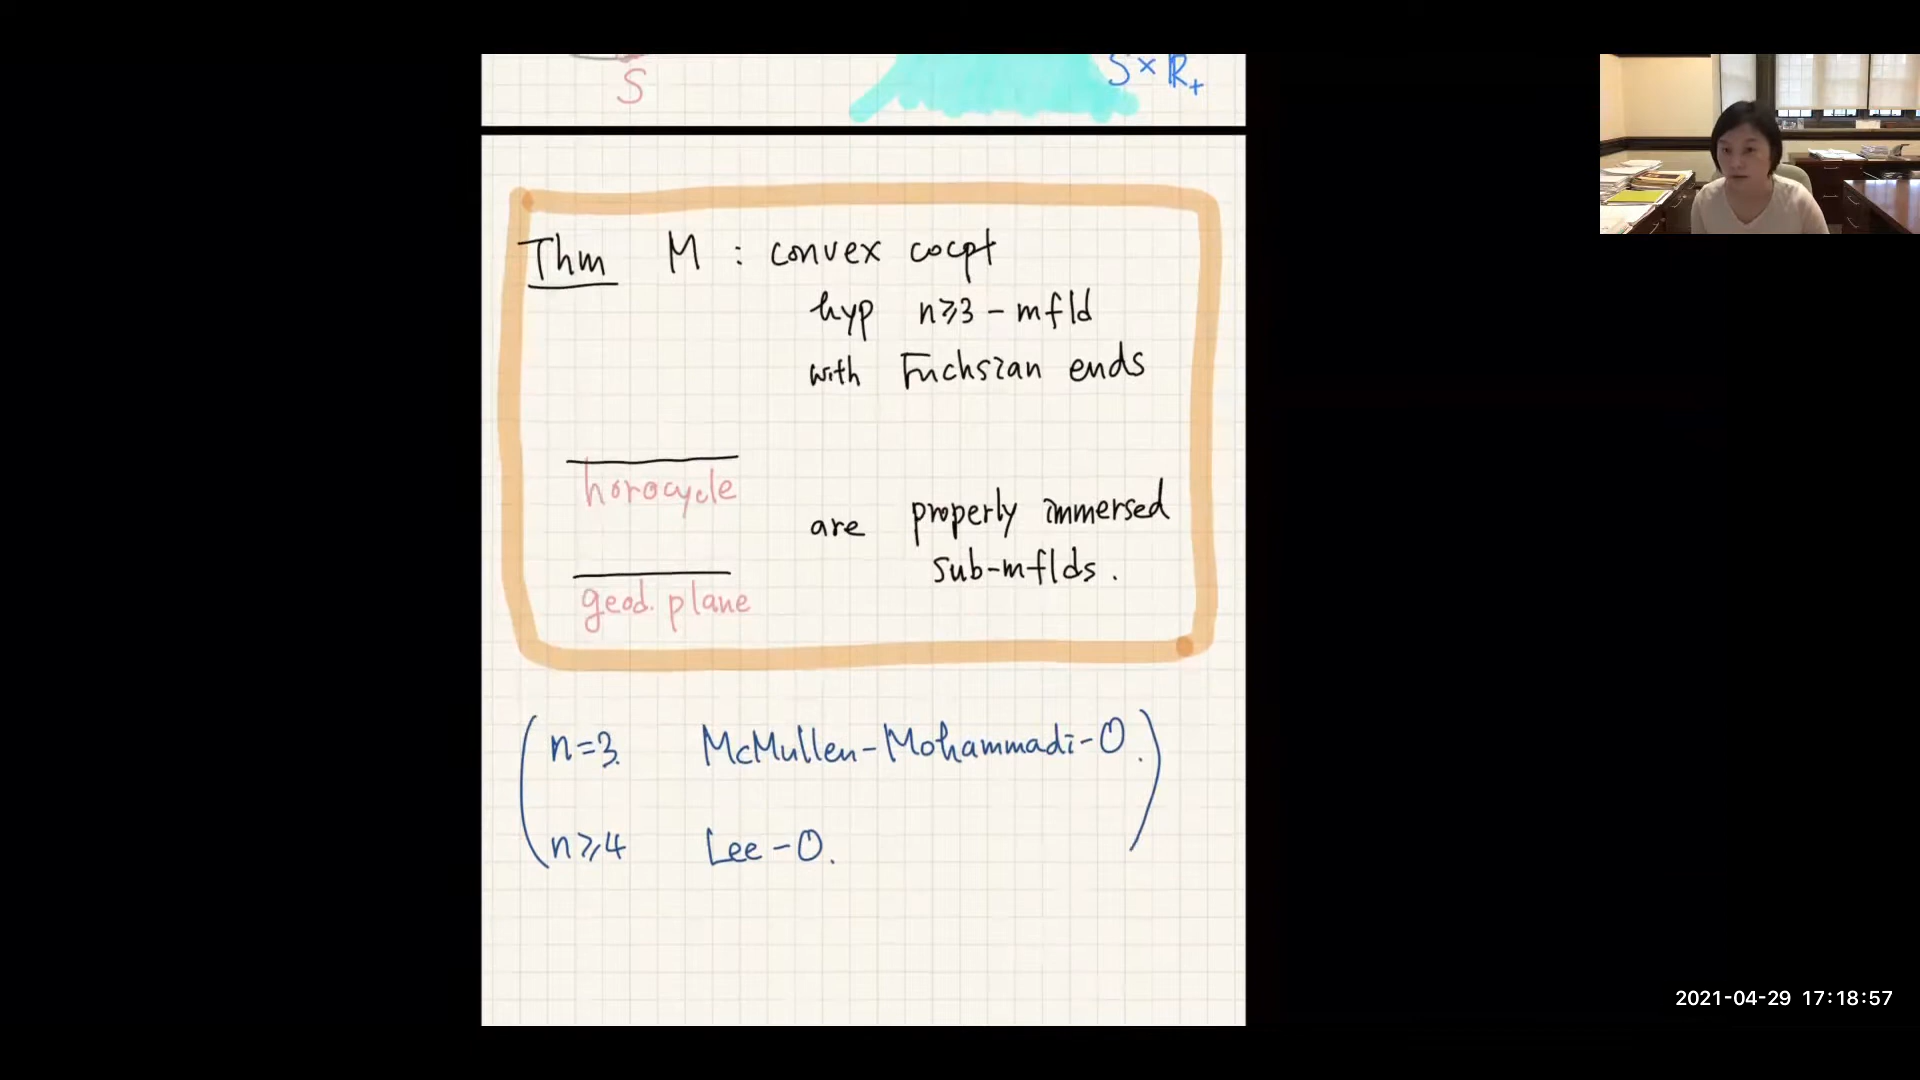 S
S × R₊
Thm M : convex cocpt
hyp n⩾3 - mfld
with Fuchsian ends
horocycle
are properly immersed
sub-mflds.
geod. plane
n=3. McMullen-Mohammadi-O.
n⩾4 Lee-O.
2021-04-29 17:18:57